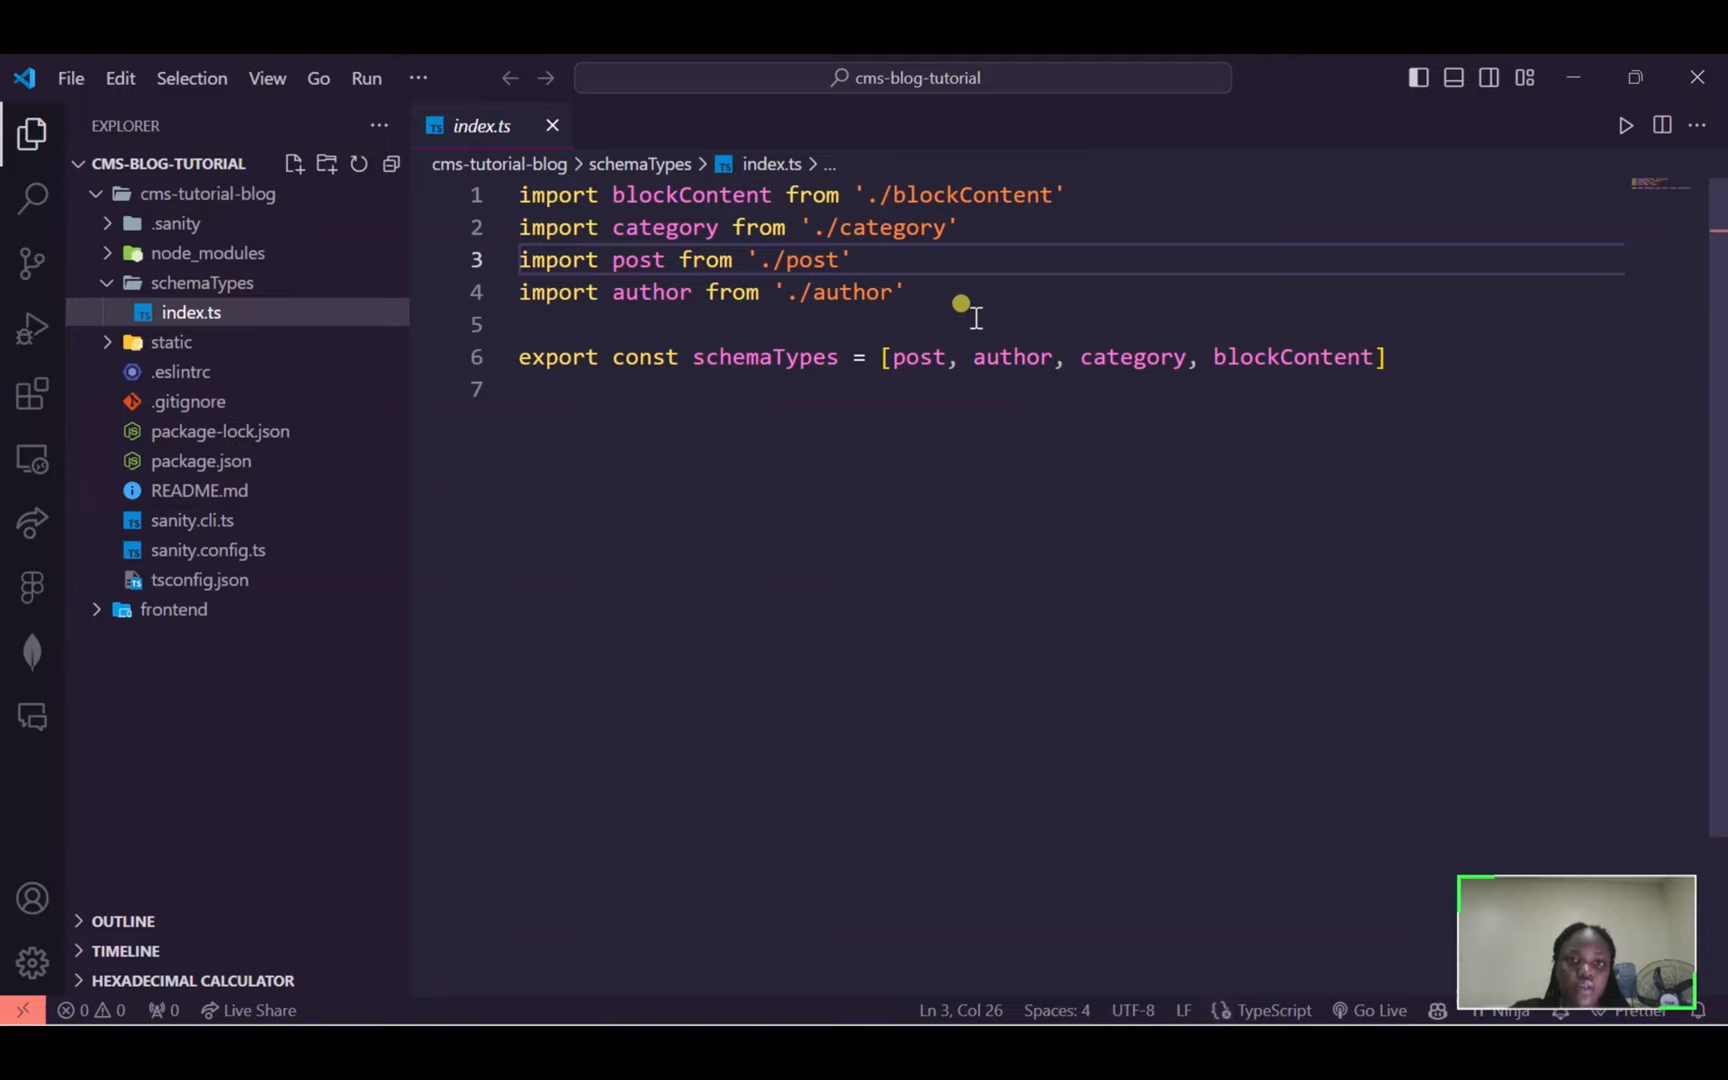 File Edit Selection View Go Run ··· cms-blog-tutorial
EXPLORER ···
index.ts
CMS-BLOG-TUTORIAL
cms-tutorial-blog > schemaTypes > index.ts > ...
cms-tutorial-blog
.sanity
node_modules
schemaTypes
index.ts
static
.eslintrc
.gitignore
package-lock.json
package.json
README.md
sanity.cli.ts
sanity.config.ts
tsconfig.json
frontend
1 import blockContent from './blockContent'
2 import category from './category'
3 import post from './post'
4 import author from './author'
5
6 export const schemaTypes = [post, author, category, blockContent]
7
OUTLINE
TIMELINE
HEXADECIMAL CALCULATOR
0 0 0 Live Share Ln 3, Col 26 Spaces: 4 UTF-8 LF TypeScript Go Live Ninja Prettier